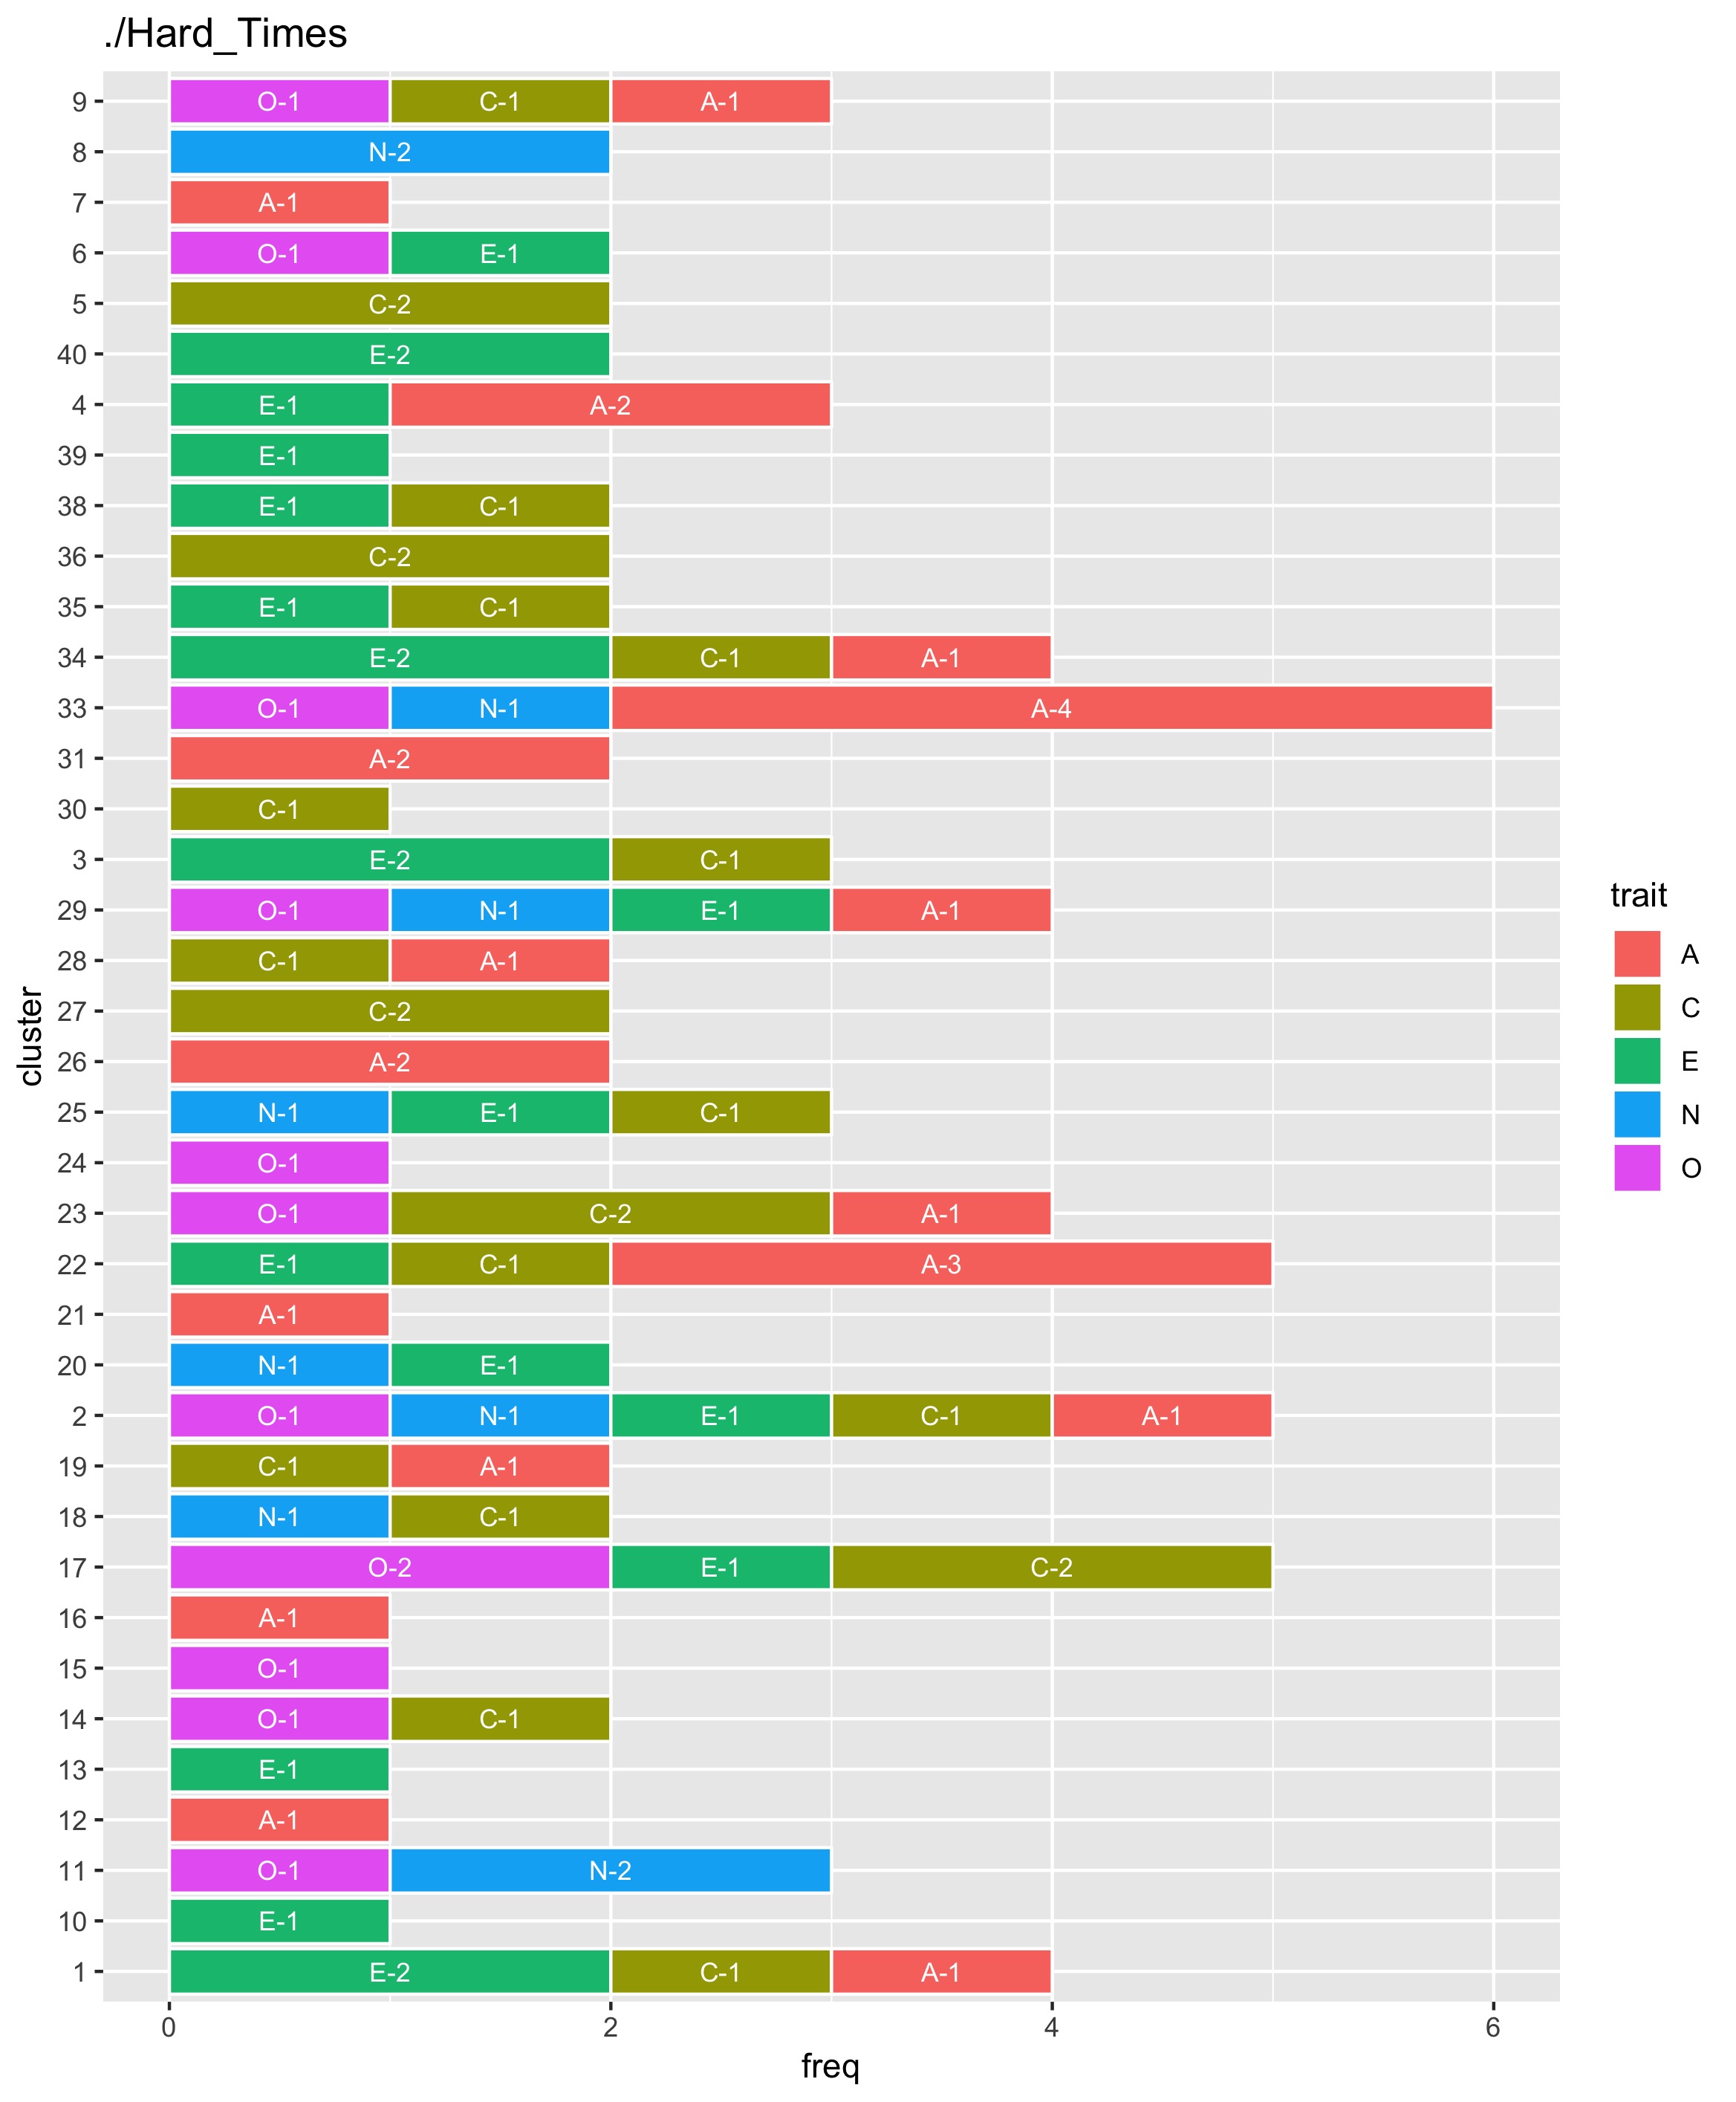 ./Hard_Times
9 O-1 C-1 A-1
8 N-2
7 A-1
6 O-1 E-1
5 C-2
40 E-2
4 E-1 A-2
39 E-1
38 E-1 C-1
36 C-2
35 E-1 C-1
34 E-2 C-1 A-1
33 O-1 N-1 A-4
31 A-2
30 C-1
3 E-2 C-1
29 O-1 N-1 E-1 A-1
28 C-1 A-1
27 C-2
26 A-2
25 N-1 E-1 C-1
24 O-1
23 O-1 C-2 A-1
22 E-1 C-1 A-3
21 A-1
20 N-1 E-1
2 O-1 N-1 E-1 C-1 A-1
19 C-1 A-1
18 N-1 C-1
17 O-2 E-1 C-2
16 A-1
15 O-1
14 O-1 C-1
13 E-1
12 A-1
11 O-1 N-2
10 E-1
1 E-2 C-1 A-1
0 2 4 6
freq
cluster
trait
A
C
E
N
O